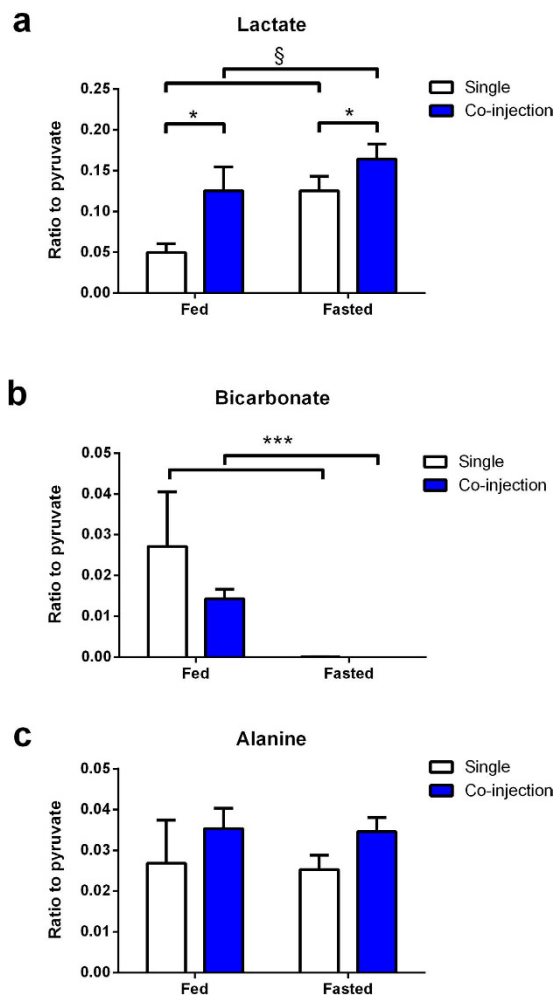 a
Lactate
§
* *
Single
Co-injection
Ratio to pyruvate
0.25
0.20
0.15
0.10
0.05
0.00
Fed Fasted
b
Bicarbonate
***
Single
Co-injection
Ratio to pyruvate
0.05
0.04
0.03
0.02
0.01
0.00
Fed Fasted
c
Alanine
Single
Co-injection
Ratio to pyruvate
0.05
0.04
0.03
0.02
0.01
0.00
Fed Fasted